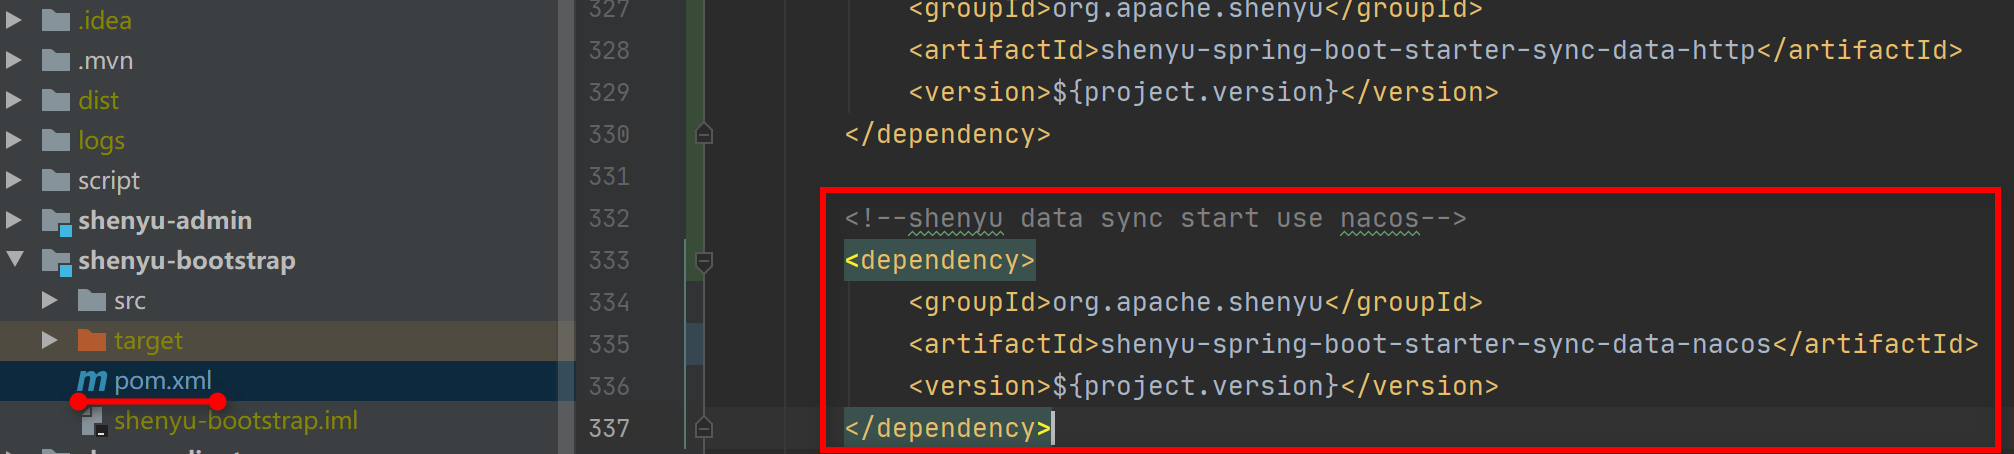 .idea
.mvn
dist
logs
script
shenyu-admin
shenyu-bootstrap
src
target
pom.xml
shenyu-bootstrap.iml
327 <groupId>org.apache.shenyu</groupId>
328 <artifactId>shenyu-spring-boot-starter-sync-data-http</artifactId>
329 <version>${project.version}</version>
330 </dependency>
331
332 <!--shenyu data sync start use nacos-->
333 <dependency>
334 <groupId>org.apache.shenyu</groupId>
335 <artifactId>shenyu-spring-boot-starter-sync-data-nacos</artifactId>
336 <version>${project.version}</version>
337 </dependency>